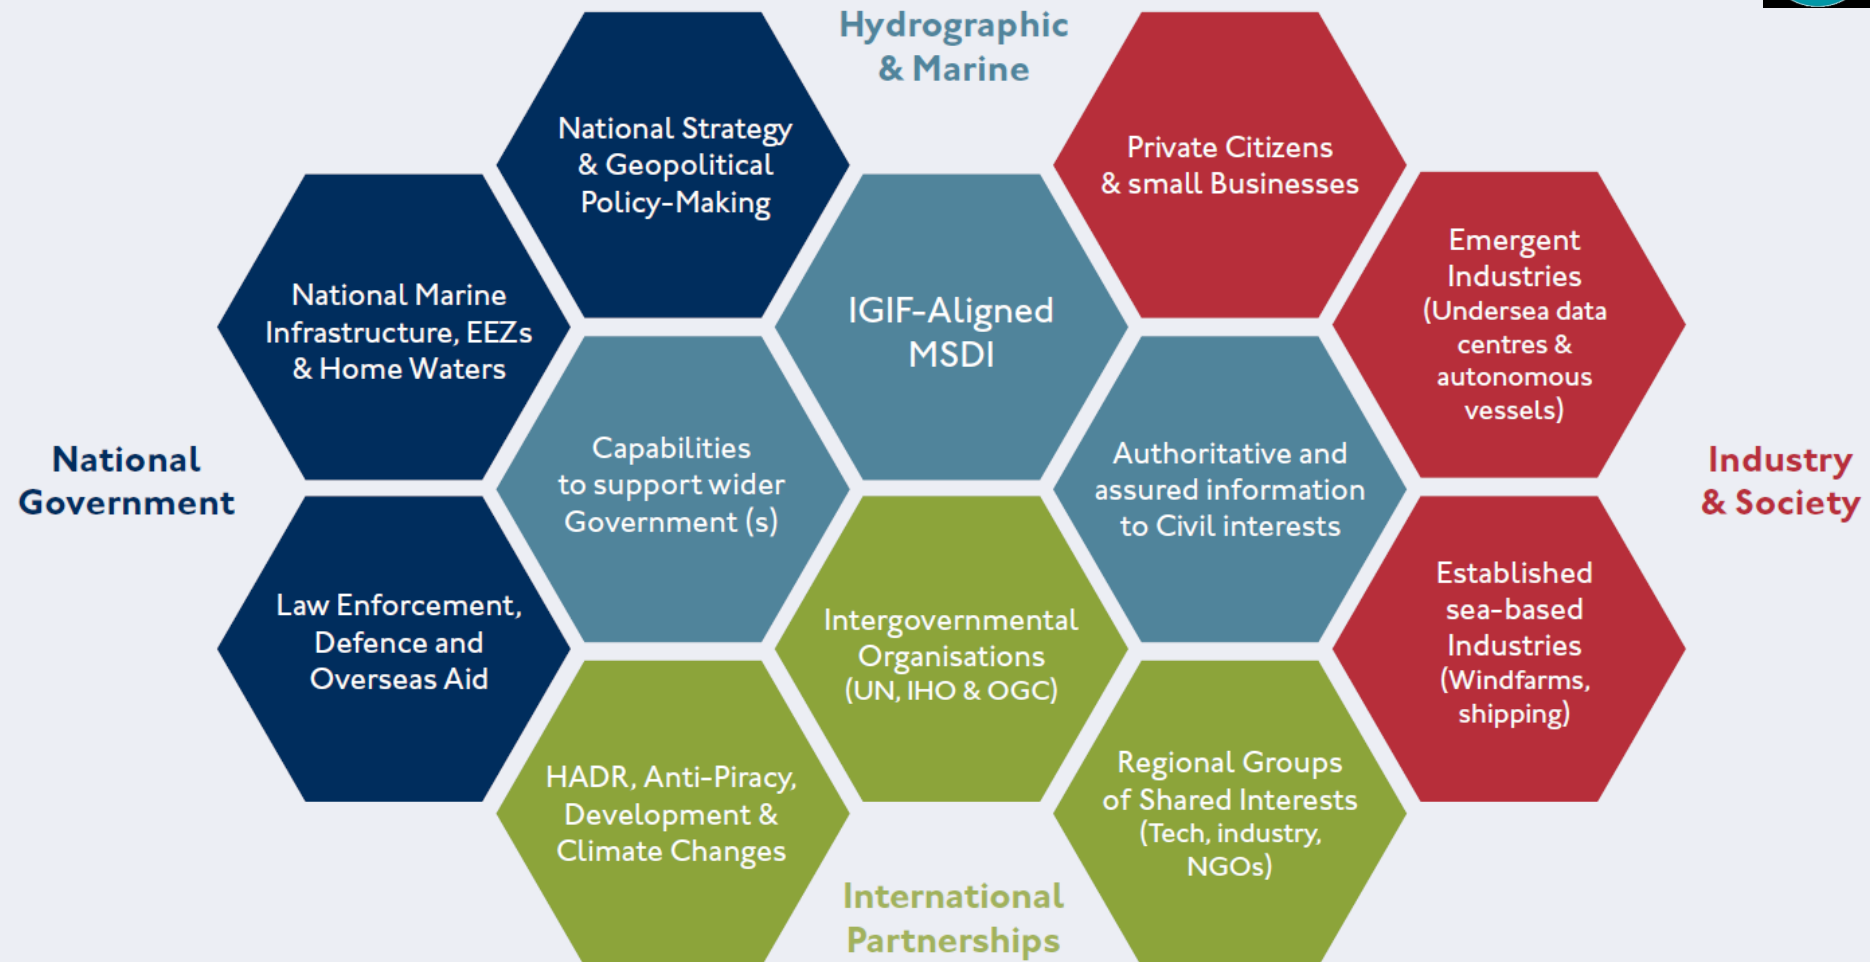 Hydrographic
& Marine
National Strategy
& Geopolitical
Policy-Making
Private Citizens
& small Businesses
National Marine
Infrastructure, EEZs
& Home Waters
IGIF-Aligned
MSDI
Emergent
Industries
(Undersea data
centres &
autonomous
vessels)
National
Government
Capabilities
to support wider
Government (s)
Authoritative and
assured information
to Civil interests
Industry
& Society
Law Enforcement,
Defence and
Overseas Aid
Intergovernmental
Organisations
(UN, IHO & OGC)
Established
sea-based
Industries
(Windfarms,
shipping)
HADR, Anti-Piracy,
Development &
Climate Changes
Regional Groups
of Shared Interests
(Tech, industry,
NGOs)
International
Partnerships